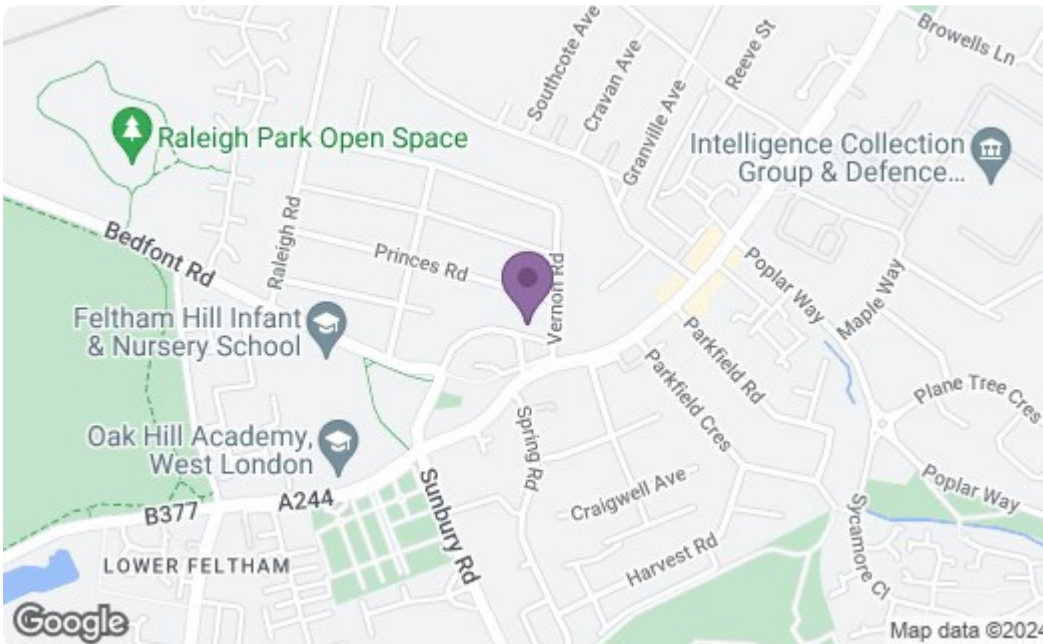 Browells Ln
Southcote Ave
Cravan Ave
Reeve St
Granville Ave
Raleigh Park Open Space
Intelligence Collection
Group & Defence...
Raleigh Rd
Bedfont Rd
Princes Rd
Vernon Rd
Poplar Way
Maple Way
Feltham Hill Infant
& Nursery School
Parkfield Rd
Parkfield Cres
Plane Tree Cres
Spring Rd
Oak Hill Academy,
West London
Sunbury Rd
Craigwell Ave
Poplar Way
A244
B377
Harvest Rd
Sycamore Cl
LOWER FELTHAM
Google
Map data ©2024